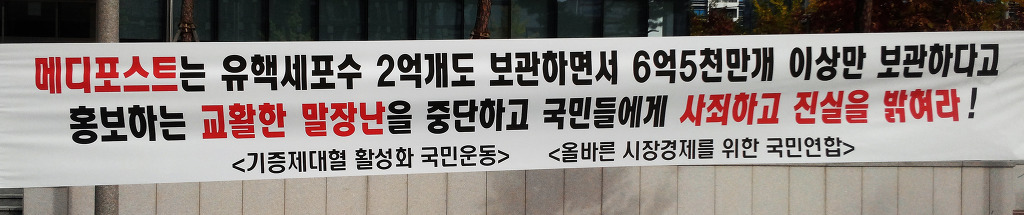 메디포스트는 유핵세포수 2억개도 보관하면서 6억5천만개 이상만 보관하다고
홍보하는 교활한 말장난을 중단하고 국민들에게 사죄하고 진실을 밝혀라!
<기증제대혈 활성화 국민운동> <올바른 시장경제를 위한 국민연합>